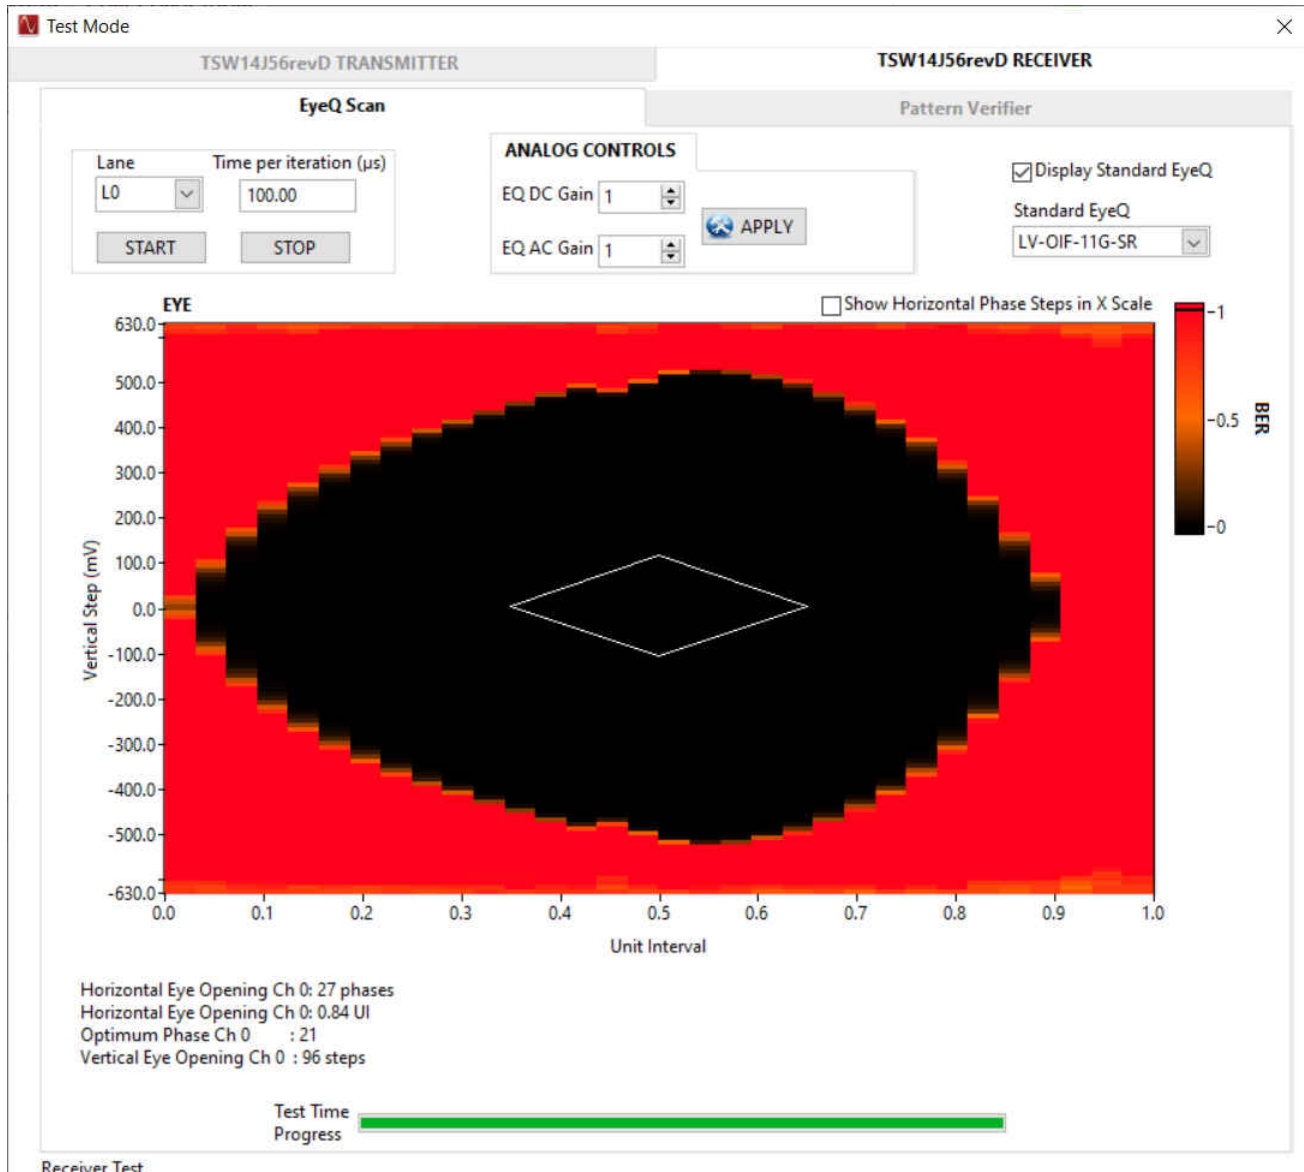 Test Mode
TSW14J56revD TRANSMITTER
TSW14J56revD RECEIVER
EyeQ Scan
Pattern Verifier
Lane
Time per iteration (µs)
L0
100.00
START
STOP
ANALOG CONTROLS
EQ DC Gain 1
EQ AC Gain 1
APPLY
Display Standard EyeQ
Standard EyeQ
LV-OIF-11G-SR
EYE
Show Horizontal Phase Steps in X Scale
630.0
500.0
400.0
300.0
200.0
100.0
0.0
-100.0
-200.0
-300.0
-400.0
-500.0
-630.0
Vertical Step (mV)
0.0 0.1 0.2 0.3 0.4 0.5 0.6 0.7 0.8 0.9 1.0
Unit Interval
1
0.5
0
BER
Horizontal Eye Opening Ch 0: 27 phases
Horizontal Eye Opening Ch 0: 0.84 UI
Optimum Phase Ch 0 : 21
Vertical Eye Opening Ch 0 : 96 steps
Test Time
Progress
Receiver Test